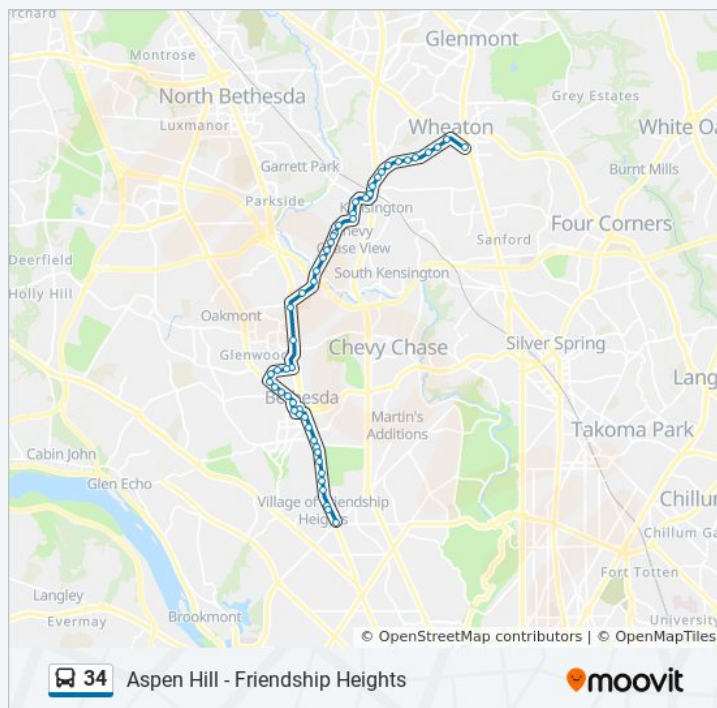 orchard
Glenmont
Montrose
North Bethesda
Luxmanor
Grey Estates
Wheaton
White Oa
Garrett Park
Burnt Mills
Parkside
Kensington
Four Corners
Chevy
Chase View
Sanford
Deerfield
Holly Hill
South Kensington
Oakmont
Glenwood
Chevy Chase
Silver Spring
Lang
Bethesda
Martin's
Additions
Takoma Park
Cabin John
Glen Echo
Village of Friendship
Heights
Chillum
Chillum Ga
Fort Totten
Langley
Evermay
Brookmont
University
© OpenStreetMap contributors | © OpenMapTiles
34
Aspen Hill - Friendship Heights
moovit